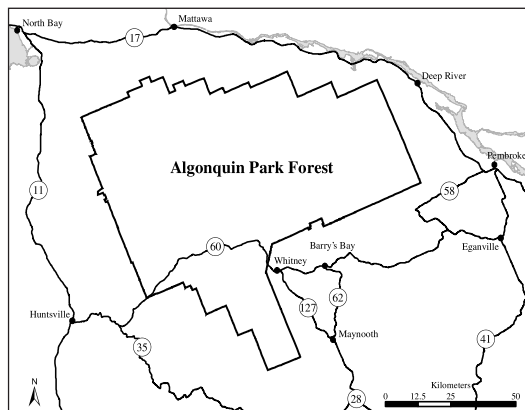 North Bay
Mattawa
17
Deep River
Algonquin Park Forest
Pembroke
11
58
60
Barry's Bay
Eganville
Whitney
127
62
Huntsville
35
Maynooth
41
N
28
Kilometers
0 12.5 25 50